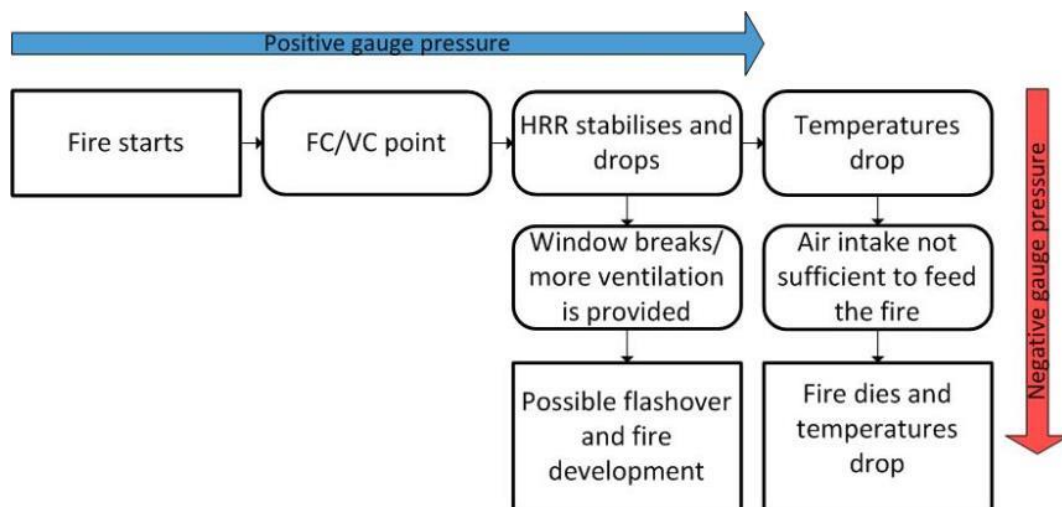 Positive gauge pressure
Fire starts
FC/VC point
HRR stabilises and
drops
Temperatures
drop
Window breaks/
more ventilation
is provided
Air intake not
sufficient to feed
the fire
Possible flashover
and fire
development
Fire dies and
temperatures
drop
Negative gauge pressure